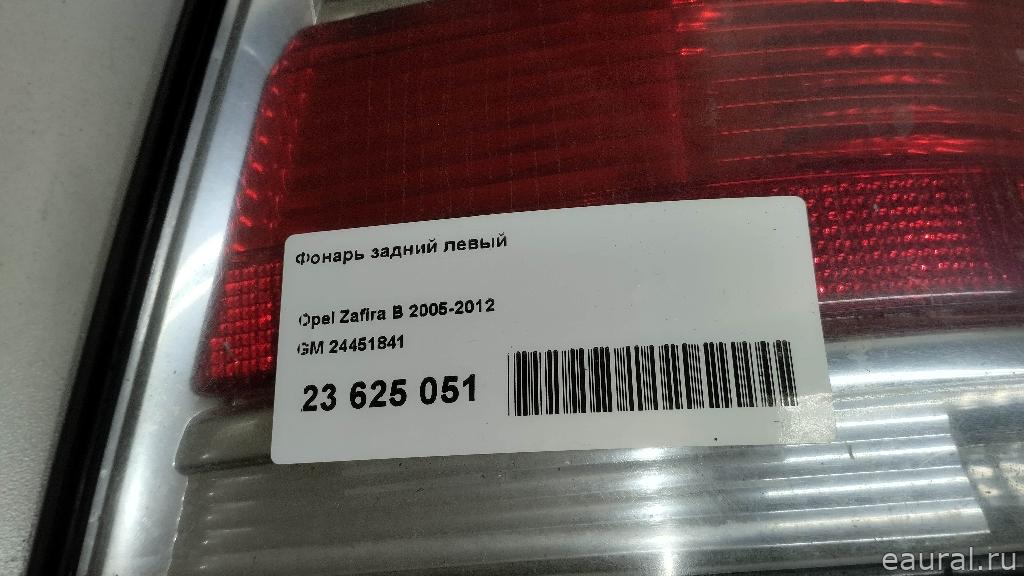 Фонарь задний левый
Opel Zafira B 2005-2012
GM 24451841
23 625 051
eaural.ru